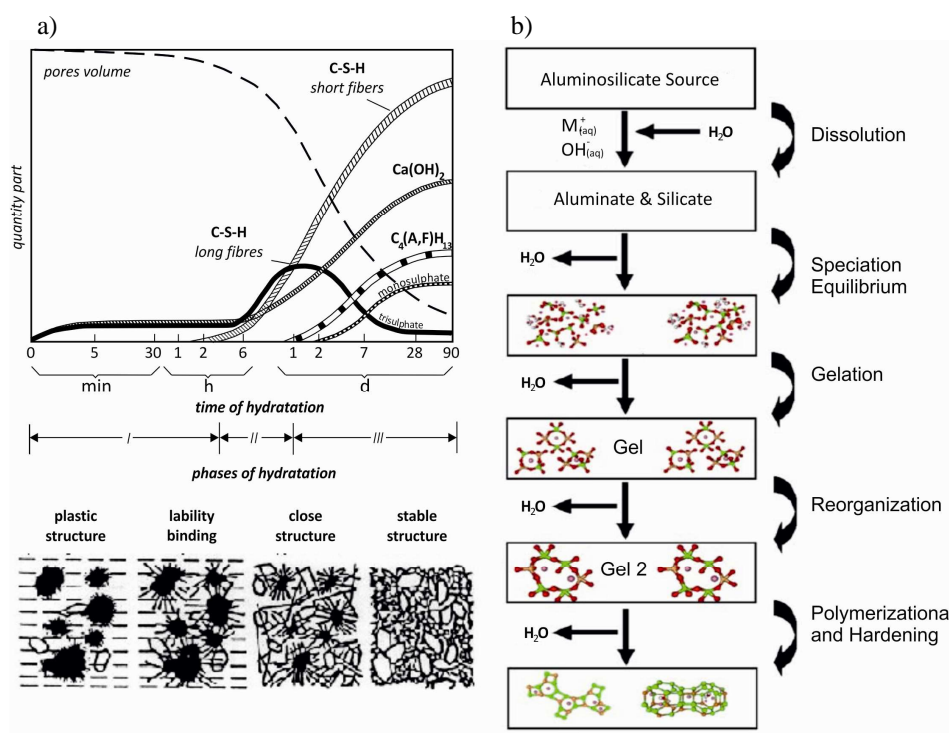 a)
pores volume
C-S-H
short fibers
Ca(OH)2
C-S-H
long fibres
C4(A,F)H13
monosulphate
trisulphate
quantity part
0 5 30 1 2 6 1 2 7 28 90
min h d
time of hydratation
I II III
phases of hydratation
plastic
structure
lability
binding
close
structure
stable
structure
b)
Aluminosilicate Source
M+(aq)
OH-(aq)
H2O
Dissolution
Aluminate & Silicate
H2O
Speciation
Equilibrium
H2O
Gelation
Gel
H2O
Reorganization
Gel 2
H2O
Polymerizationa
and Hardening